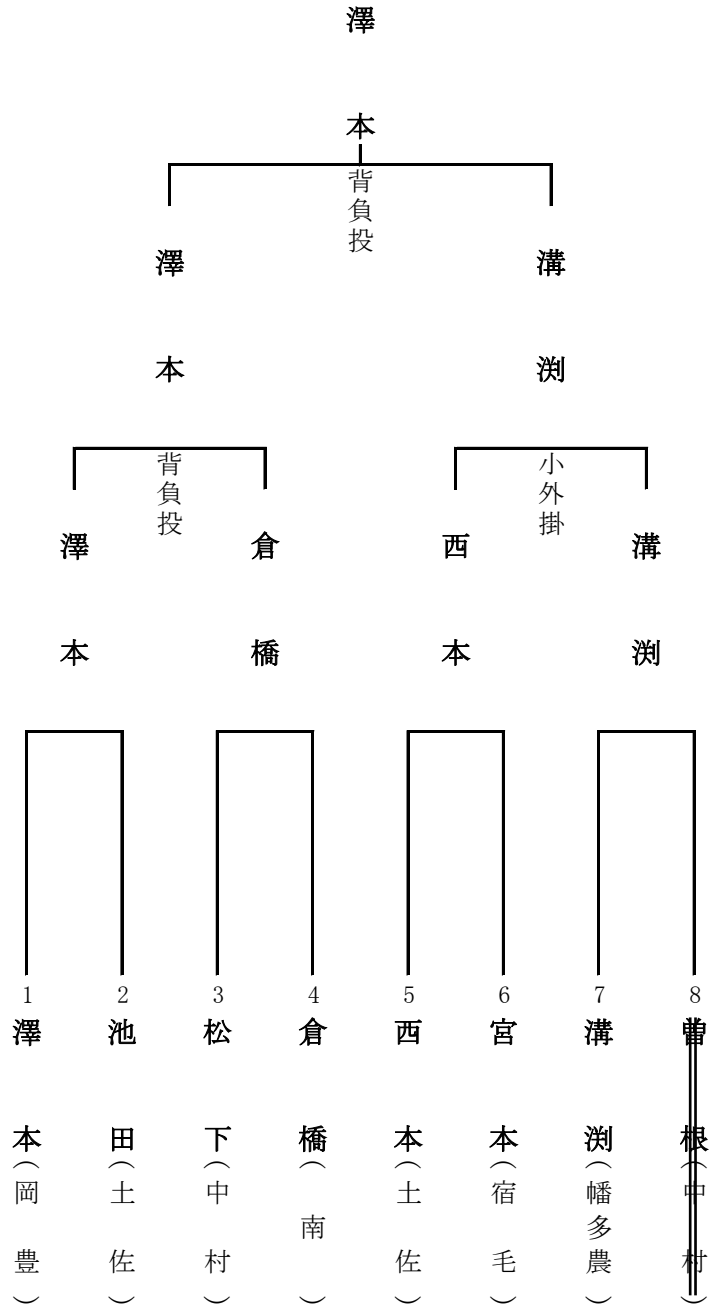 澤本
背負投
澤本
溝渕
背負投
小外掛
澤本
倉橋
西本
溝渕
1
澤本(岡豊)
2
池田(土佐)
3
松下(中村)
4
倉橋(南)
5
西本(土佐)
6
宮本(宿毛)
7
溝渕(幡多農)
8
曽根(中村)